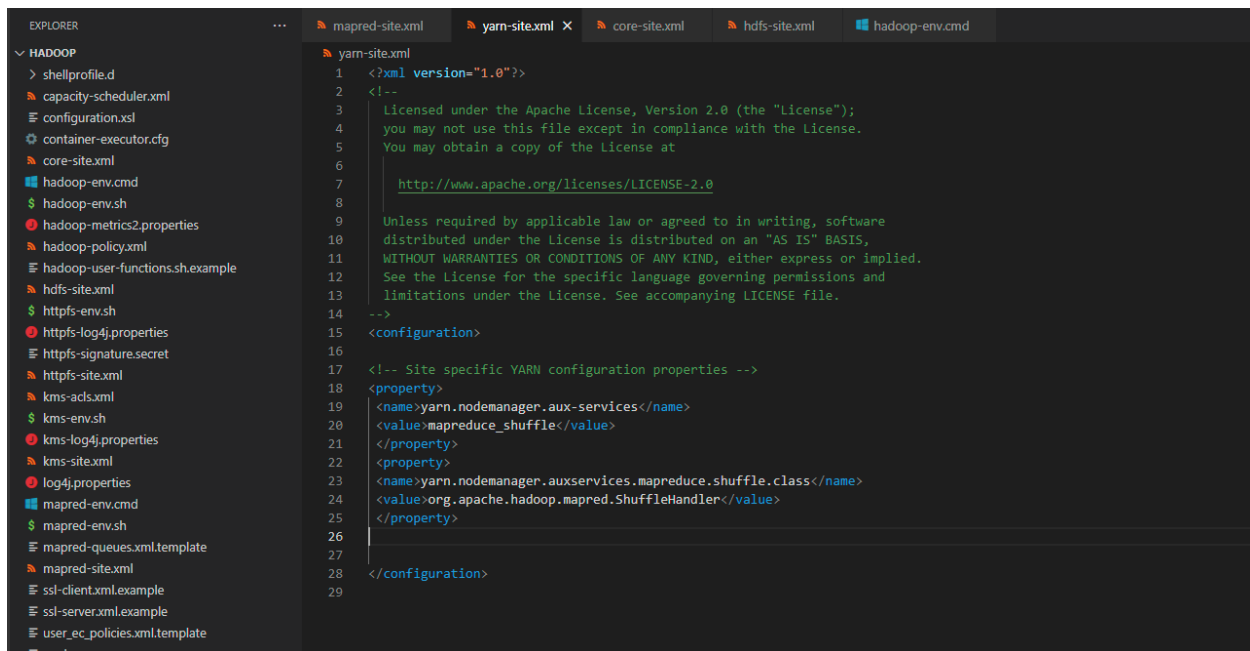 EXPLORER
...
HADOOP
shellprofile.d
capacity-scheduler.xml
configuration.xsl
container-executor.cfg
core-site.xml
hadoop-env.cmd
hadoop-env.sh
hadoop-metrics2.properties
hadoop-policy.xml
hadoop-user-functions.sh.example
hdfs-site.xml
httpfs-env.sh
httpfs-log4j.properties
httpfs-signature.secret
httpfs-site.xml
kms-acls.xml
kms-env.sh
kms-log4j.properties
kms-site.xml
log4j.properties
mapred-env.cmd
mapred-env.sh
mapred-queues.xml.template
mapred-site.xml
ssl-client.xml.example
ssl-server.xml.example
user_ec_policies.xml.template
mapred-site.xml yarn-site.xml core-site.xml hdfs-site.xml hadoop-env.cmd
yarn-site.xml
1 <?xml version="1.0"?>
2 <!--
3 Licensed under the Apache License, Version 2.0 (the "License");
4 you may not use this file except in compliance with the License.
5 You may obtain a copy of the License at
6
7 http://www.apache.org/licenses/LICENSE-2.0
8
9 Unless required by applicable law or agreed to in writing, software
10 distributed under the License is distributed on an "AS IS" BASIS,
11 WITHOUT WARRANTIES OR CONDITIONS OF ANY KIND, either express or implied.
12 See the License for the specific language governing permissions and
13 limitations under the License. See accompanying LICENSE file.
14 -->
15 <configuration>
16
17 <!-- Site specific YARN configuration properties -->
18 <property>
19 <name>yarn.nodemanager.aux-services</name>
20 <value>mapreduce_shuffle</value>
21 </property>
22 <property>
23 <name>yarn.nodemanager.auxservices.mapreduce.shuffle.class</name>
24 <value>org.apache.hadoop.mapred.ShuffleHandler</value>
25 </property>
26
27
28 </configuration>
29